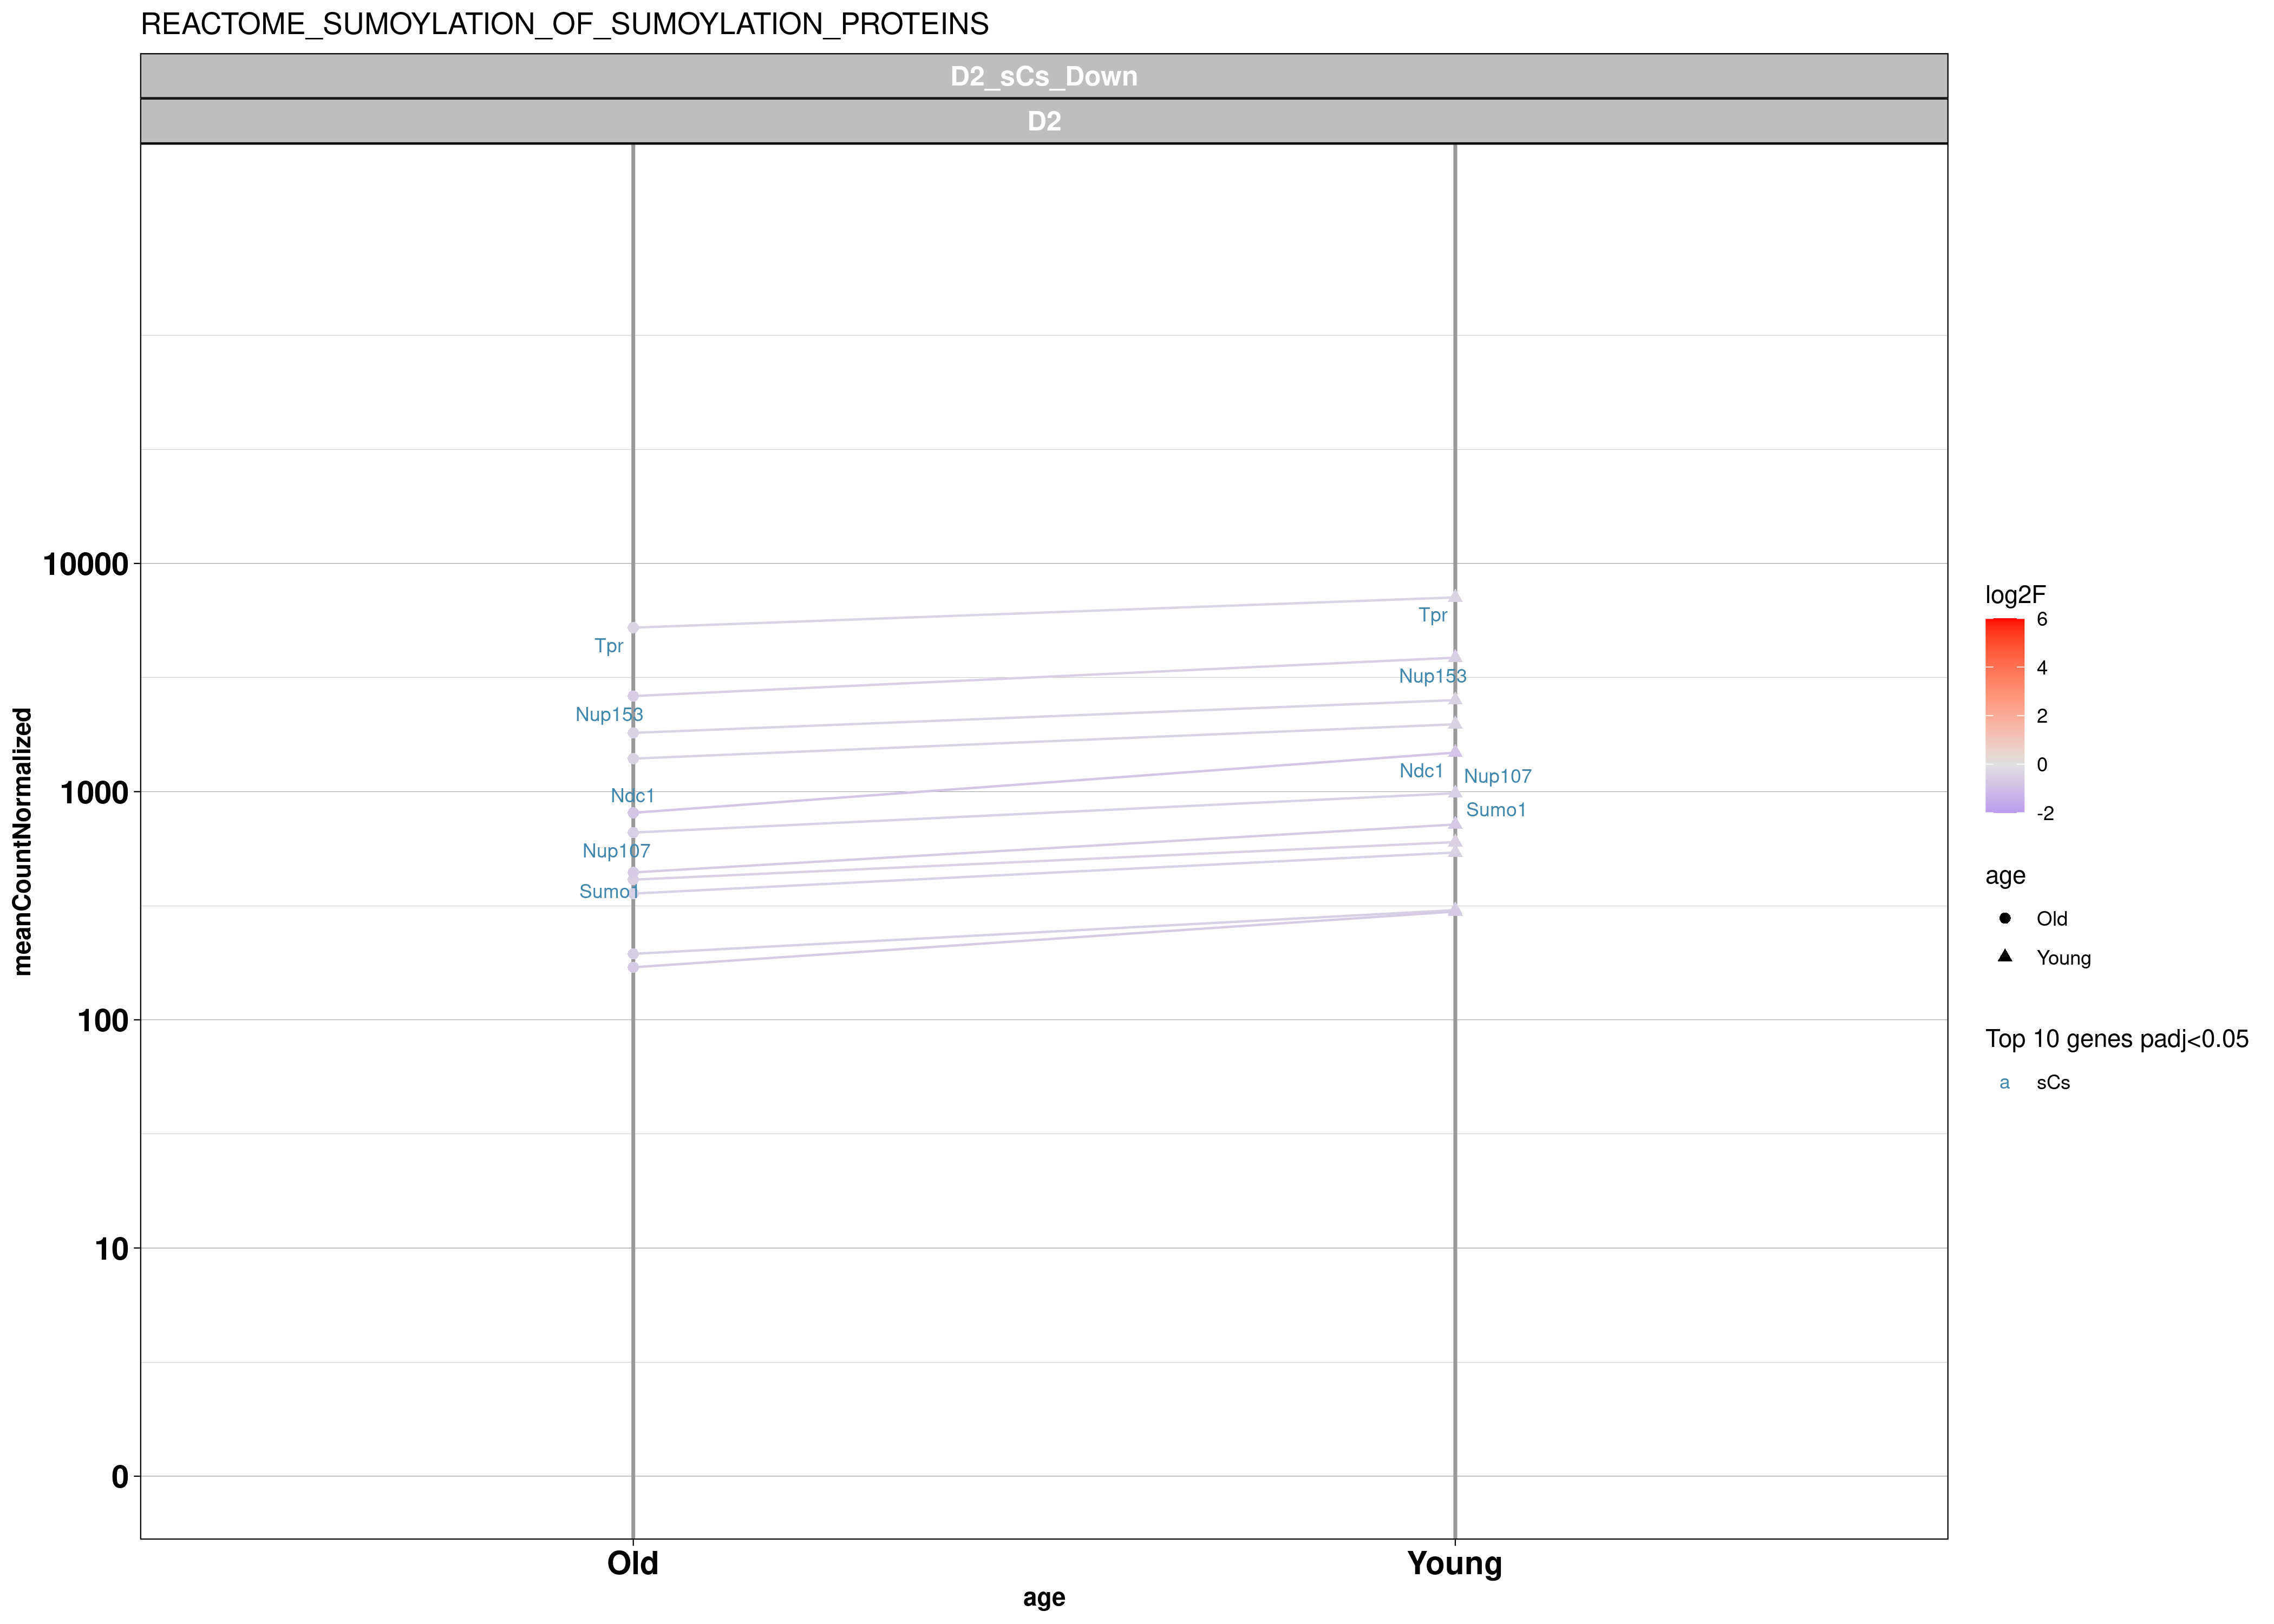 REACTOME_SUMOYLATION_OF_SUMOYLATION_PROTEINS
D2_sCs_Down
D2
meanCountNormalized
10000
1000
100
10
0
Tpr
Nup153
Ndc1
Nup107
Sumo1
Tpr
Nup153
Ndc1
Nup107
Sumo1
Old
Young
age
log2F
6
4
2
0
-2
age
Old
Young
Top 10 genes padj<0.05
a sCs